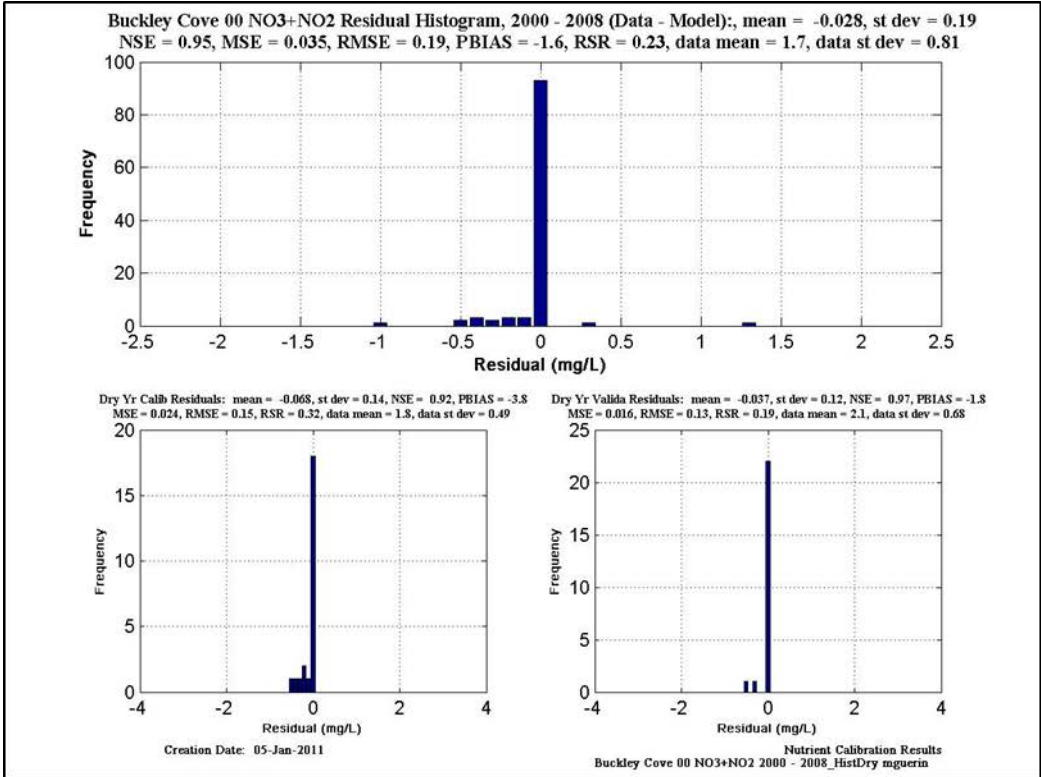 Buckley Cove 00 NO3+NO2 Residual Histogram, 2000 - 2008 (Data - Model):, mean = -0.028, st dev = 0.19
NSE = 0.95, MSE = 0.035, RMSE = 0.19, PBIAS = -1.6, RSR = 0.23, data mean = 1.7, data st dev = 0.81
100
80
60
40
20
0
Frequency
-2.5 -2 -1.5 -1 -0.5 0 0.5 1 1.5 2 2.5
Residual (mg/L)
Dry Yr Calib Residuals: mean = -0.068, st dev = 0.14, NSE = 0.92, PBIAS = -3.8
MSE = 0.024, RMSE = 0.15, RSR = 0.32, data mean = 1.8, data st dev = 0.49
20
15
10
5
0
Frequency
-4 -2 0 2 4
Residual (mg/L)
Creation Date: 05-Jan-2011
Dry Yr Valida Residuals: mean = -0.037, st dev = 0.12, NSE = 0.97, PBIAS = -1.8
MSE = 0.016, RMSE = 0.13, RSR = 0.19, data mean = 2.1, data st dev = 0.68
25
20
15
10
5
0
Frequency
-4 -2 0 2 4
Residual (mg/L)
Nutrient Calibration Results
Buckley Cove 00 NO3+NO2 2000 - 2008_HistDry mguerin